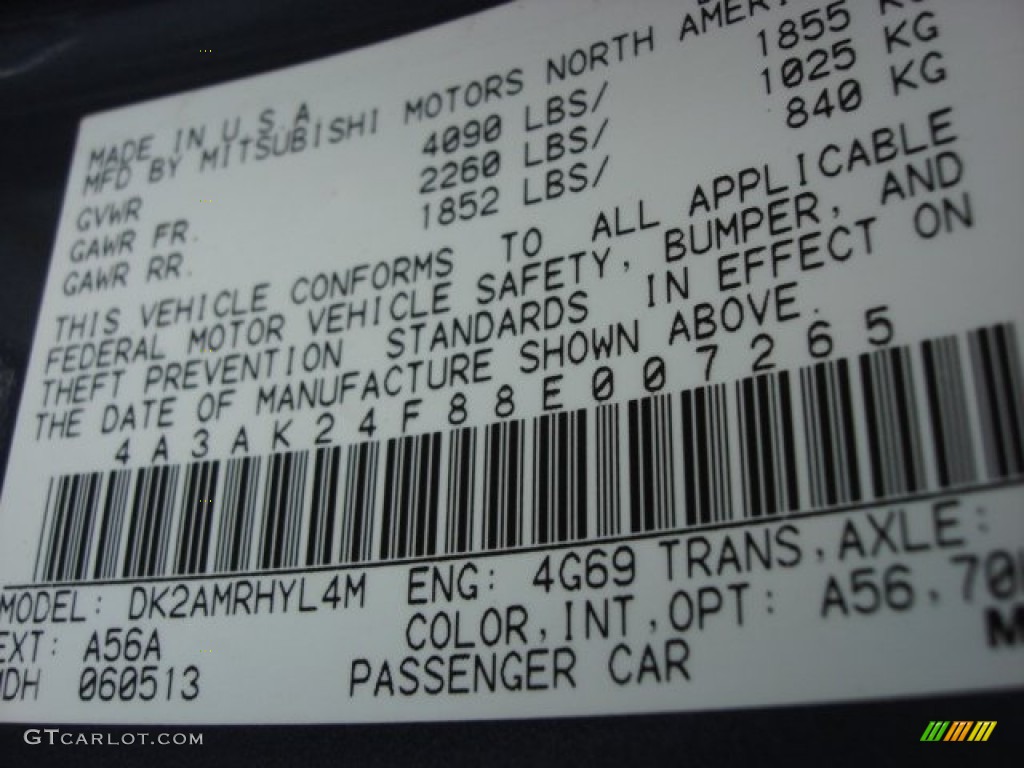 MADE IN U S A
MFD BY MITSUBISHI MOTORS NORTH
GVWR 4090 LBS/ 1855
GAWR FR. 2260 LBS/ 1025 KG
GAWR RR. 1852 LBS/ 840 KG
THIS VEHICLE CONFORMS TO ALL APPLICABLE
FEDERAL MOTOR VEHICLE SAFETY, BUMPER, AND
THEFT PREVENTION STANDARDS IN EFFECT ON
THE DATE OF MANUFACTURE SHOWN ABOVE.
4A3AK24F88E007265
MODEL: DK2AMRHYL4M ENG: 4G69 TRANS,AXLE:
EXT: A56A COLOR,INT,OPT: A56,70
060513 PASSENGER CAR
GTCARLOT.COM